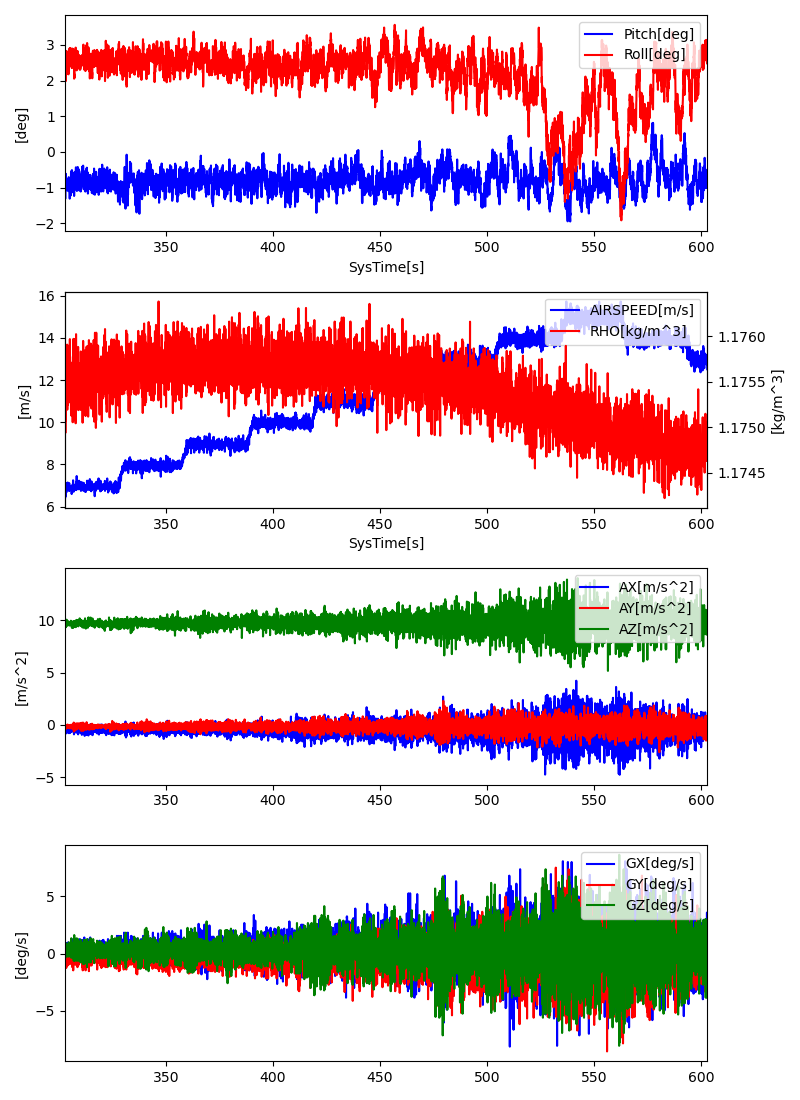 Pitch[deg]
Roll[deg]
3
2
1
0
−1
−2
[deg]
350
400
450
500
550
600
SysTime[s]
AIRSPEED[m/s]
RHO[kg/m^3]
16
14
12
10
8
6
[m/s]
1.1760
1.1755
1.1750
1.1745
[kg/m^3]
350
400
450
500
550
600
SysTime[s]
AX[m/s^2]
AY[m/s^2]
AZ[m/s^2]
10
5
0
−5
[m/s^2]
350
400
450
500
550
600
GX[deg/s]
GY[deg/s]
GZ[deg/s]
5
0
−5
[deg/s]
350
400
450
500
550
600